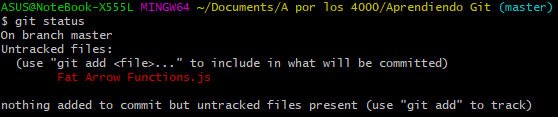 ASUS@NoteBook-X555L MINGW64 ~/Documents/A por los 4000/Aprendiendo Git (master)
$ git status
On branch master
Untracked files:
(use "git add <file>..." to include in what will be committed)
Fat Arrow Functions.js
nothing added to commit but untracked files present (use "git add" to track)